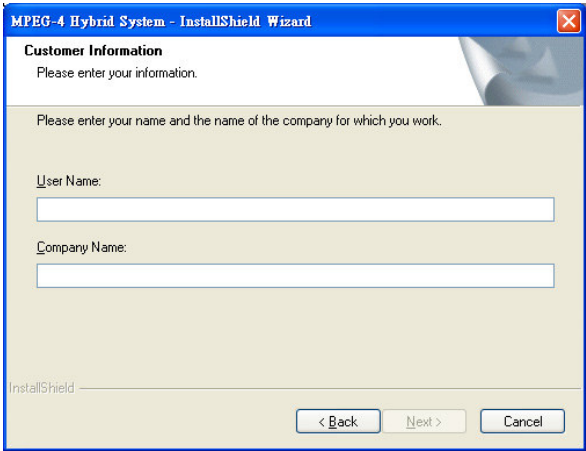 MPEG-4 Hybrid System - InstallShield Wizard
Customer Information
Please enter your information.
Please enter your name and the name of the company for which you work.
User Name:
Company Name:
InstallShield
< Back Next > Cancel